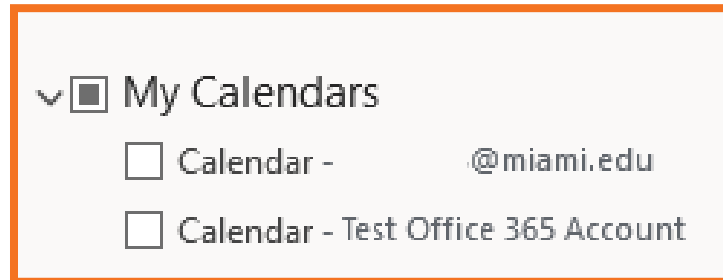 My Calendars
Calendar - @miami.edu
Calendar - Test Office 365 Account